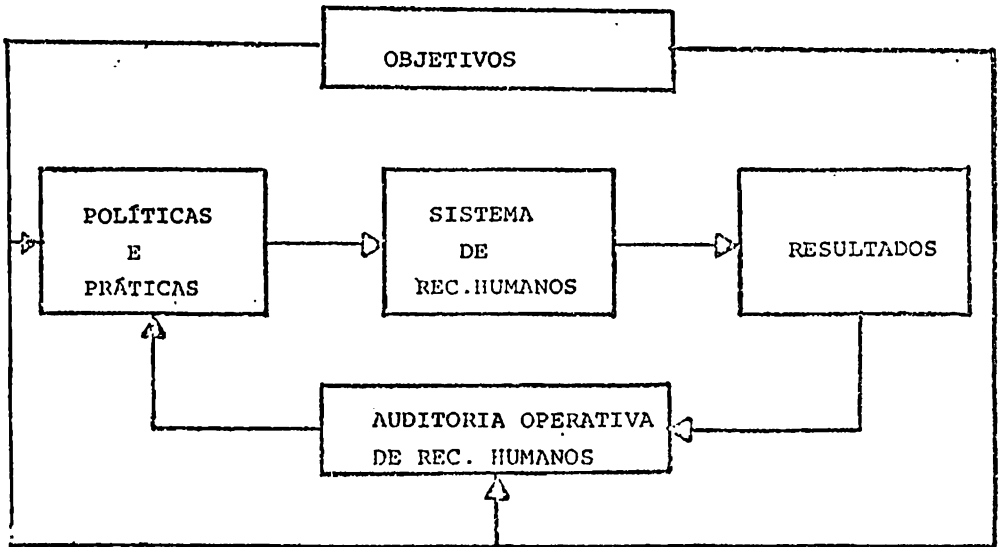 OBJETIVOS
POLÍTICAS
E
PRÁTICAS
SISTEMA
DE
REC.HUMANOS
RESULTADOS
AUDITORIA OPERATIVA
DE REC. HUMANOS